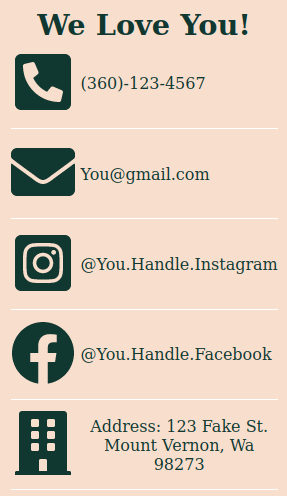 We Love You!
(360)-123-4567
You@gmail.com
@You.Handle.Instagram
@You.Handle.Facebook
Address: 123 Fake St.
Mount Vernon, Wa
98273